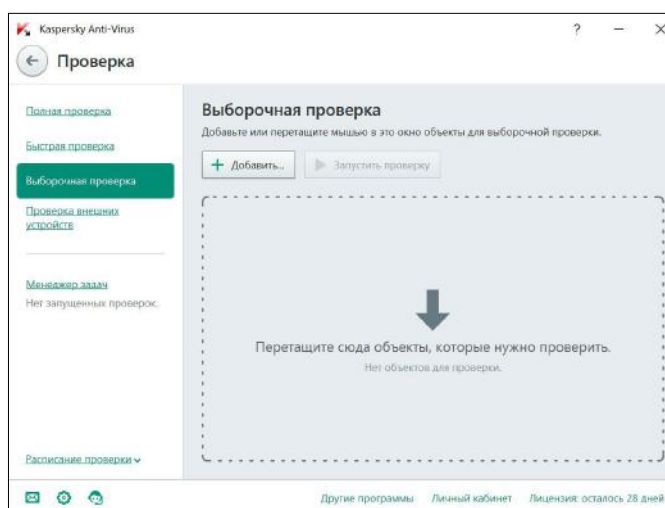 Kaspersky Anti-Virus
?
Проверка
Полная проверка
Быстрая проверка
Выборочная проверка
Проверка внешних
устройств
Менеджер задач
Нет запущенных проверок.
Расписание проверки
Выборочная проверка
Добавьте или перетащите мышью в это окно объекты для выборочной проверки.
+ Добавить...
Запустить проверку
Перетащите сюда объекты, которые нужно проверить.
Нет объектов для проверки.
Другие программы Личный кабинет Лицензия: осталось 28 дней